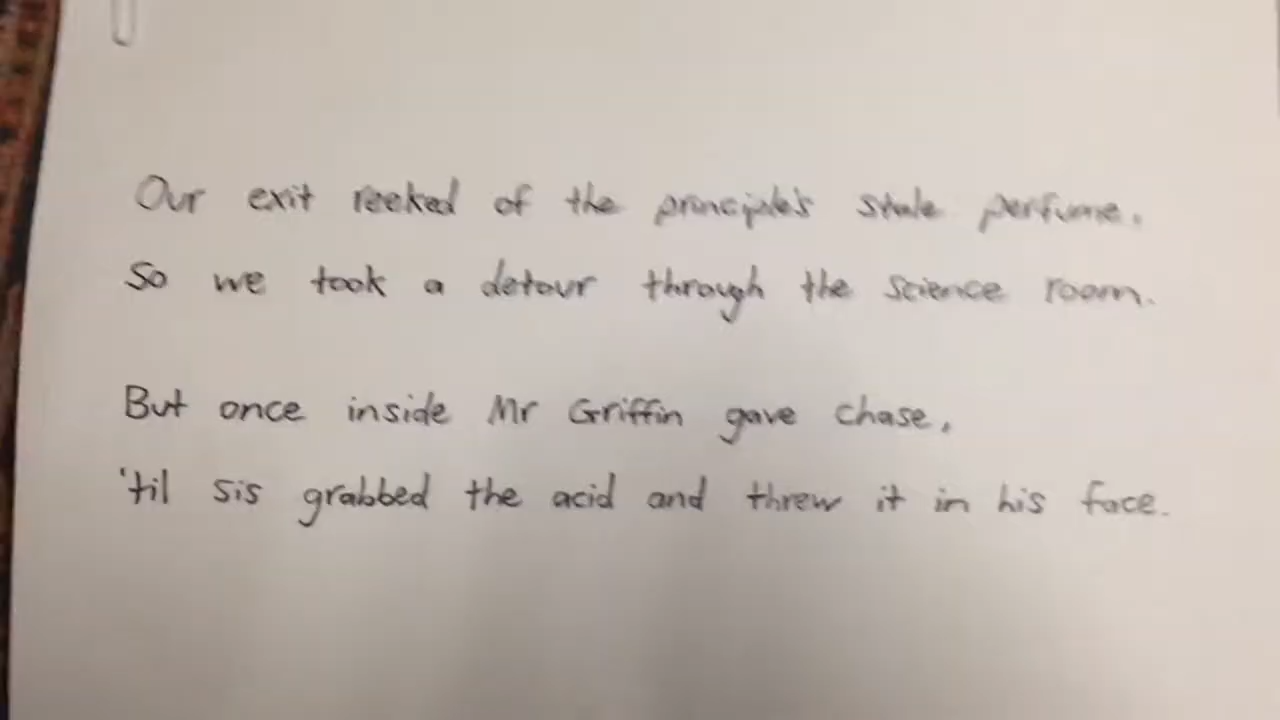 Our exit reeked of the principle's stale perfume,
So we took a detour through the science room.
But once inside Mr Griffin gave chase,
'til sis grabbed the acid and threw it in his face.